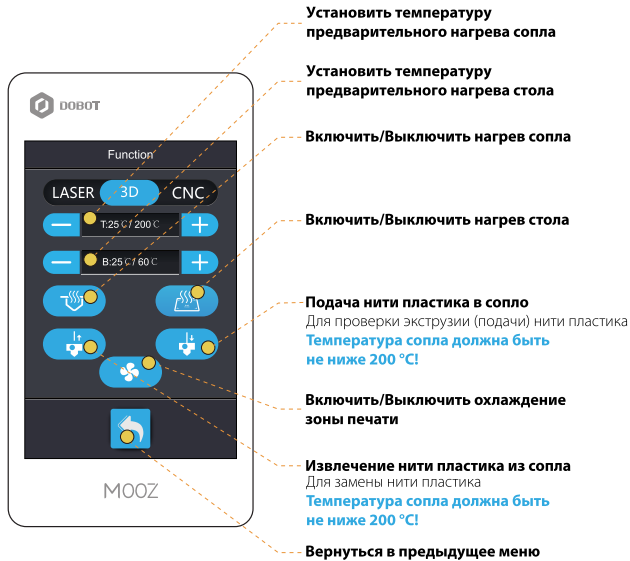 Установить температуру
предварительного нагрева сопла
Установить температуру
предварительного нагрева стола
Включить/Выключить нагрев сопла
Включить/Выключить нагрев стола
Подача нити пластика в сопло
Для проверки экструзии (подачи) нити пластика
Температура сопла должна быть
не ниже 200 °C!
Включить/Выключить охлаждение
зоны печати
Извлечение нити пластика из сопла
Для замены нити пластика
Температура сопла должна быть
не ниже 200 °C!
Вернуться в предыдущее меню
DOBOT
Function
LASER 3D CNC
T:25℃/200℃
B:25℃/60℃
MOOZ